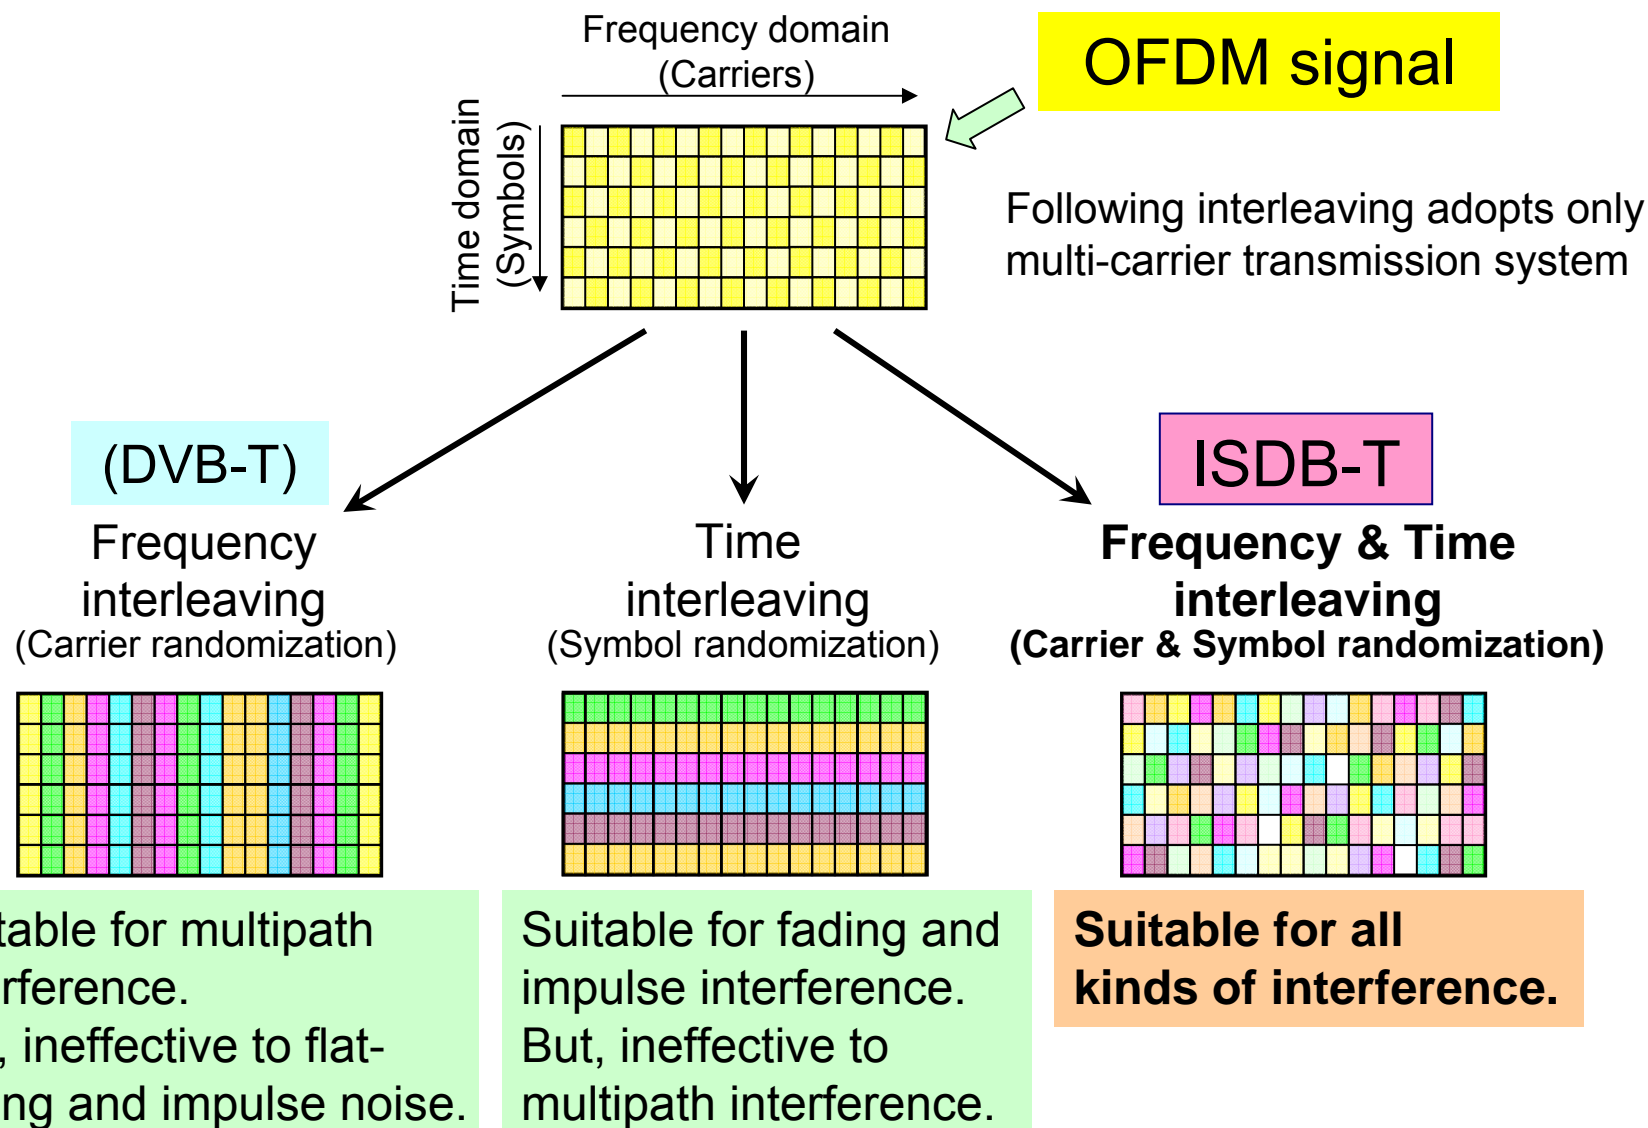 Frequency domain
(Carriers)
OFDM signal
Time domain
(Symbols)
Following interleaving adopts only
multi-carrier transmission system
(DVB-T)
Frequency
interleaving
(Carrier randomization)
Time
interleaving
(Symbol randomization)
ISDB-T
Frequency & Time
interleaving
(Carrier & Symbol randomization)
table for multipath
rference.
, ineffective to flat-
ng and impulse noise.
Suitable for fading and
impulse interference.
But, ineffective to
multipath interference.
Suitable for all
kinds of interference.